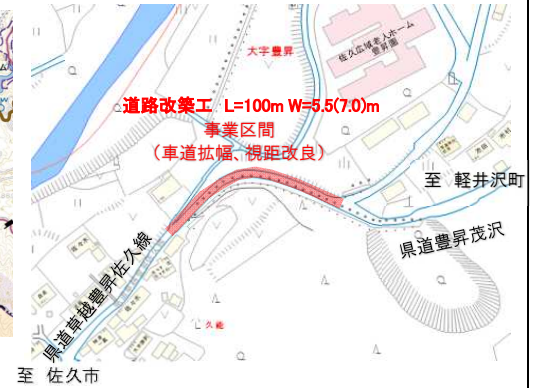 大字豊昇
佐久広域老人ホーム
豊昇園
道路改築工 L=100m W=5.5(7.0)m
事業区間
(車道拡幅、視距改良)
至 軽井沢町
県道豊昇茂沢
県道草越豊昇佐久線
久能
至 佐久市